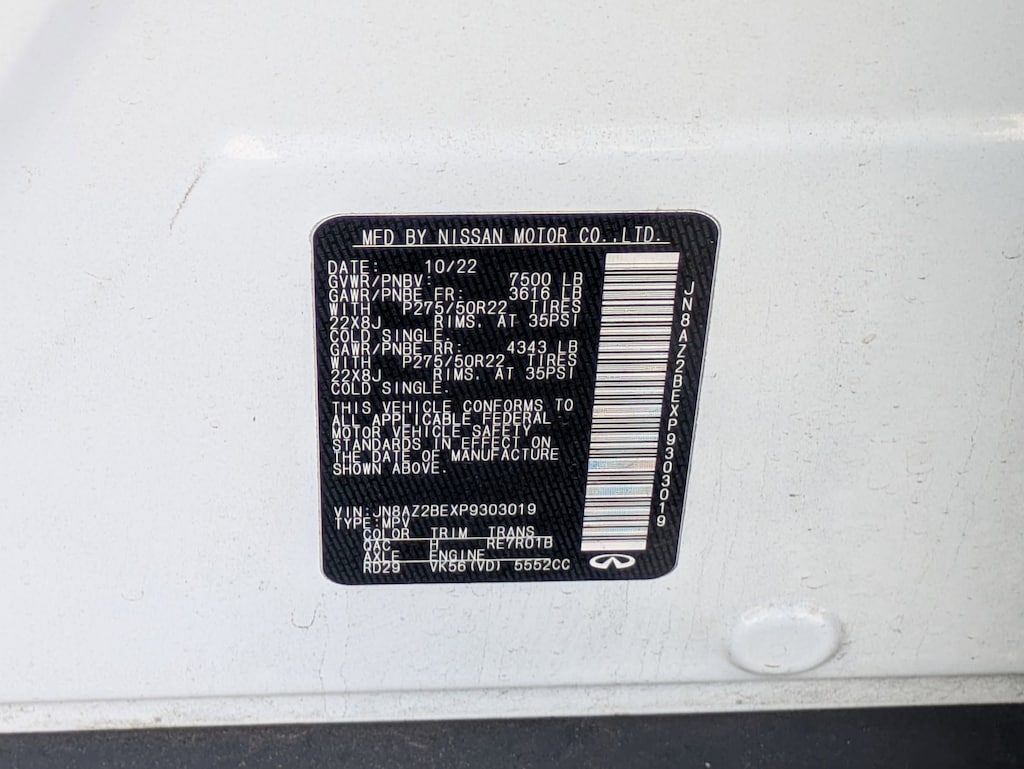 MFD BY NISSAN MOTOR CO.,LTD.
DATE: 10/22
GVWR/PNBV: 7500 LB
GAWR/PNBE FR: 3616 LB
WITH P275/50R22 TIRES
22X8J RIMS, AT 35PSI
COLD SINGLE.
GAWR/PNBE RR: 4343 LB
WITH P275/50R22 TIRES
22X8J RIMS, AT 35PSI
COLD SINGLE.
THIS VEHICLE CONFORMS TO
ALL APPLICABLE FEDERAL
MOTOR VEHICLE SAFETY
STANDARDS IN EFFECT ON
THE DATE OF MANUFACTURE
SHOWN ABOVE.
VIN:JN8AZ2BEXP9303019
TYPE:MPV
COLOR TRIM TRANS
QAC H RE7R01B
AXLE ENGINE
RD29 VK56(VD) 5552CC
JN8AZ2BEXP9303019